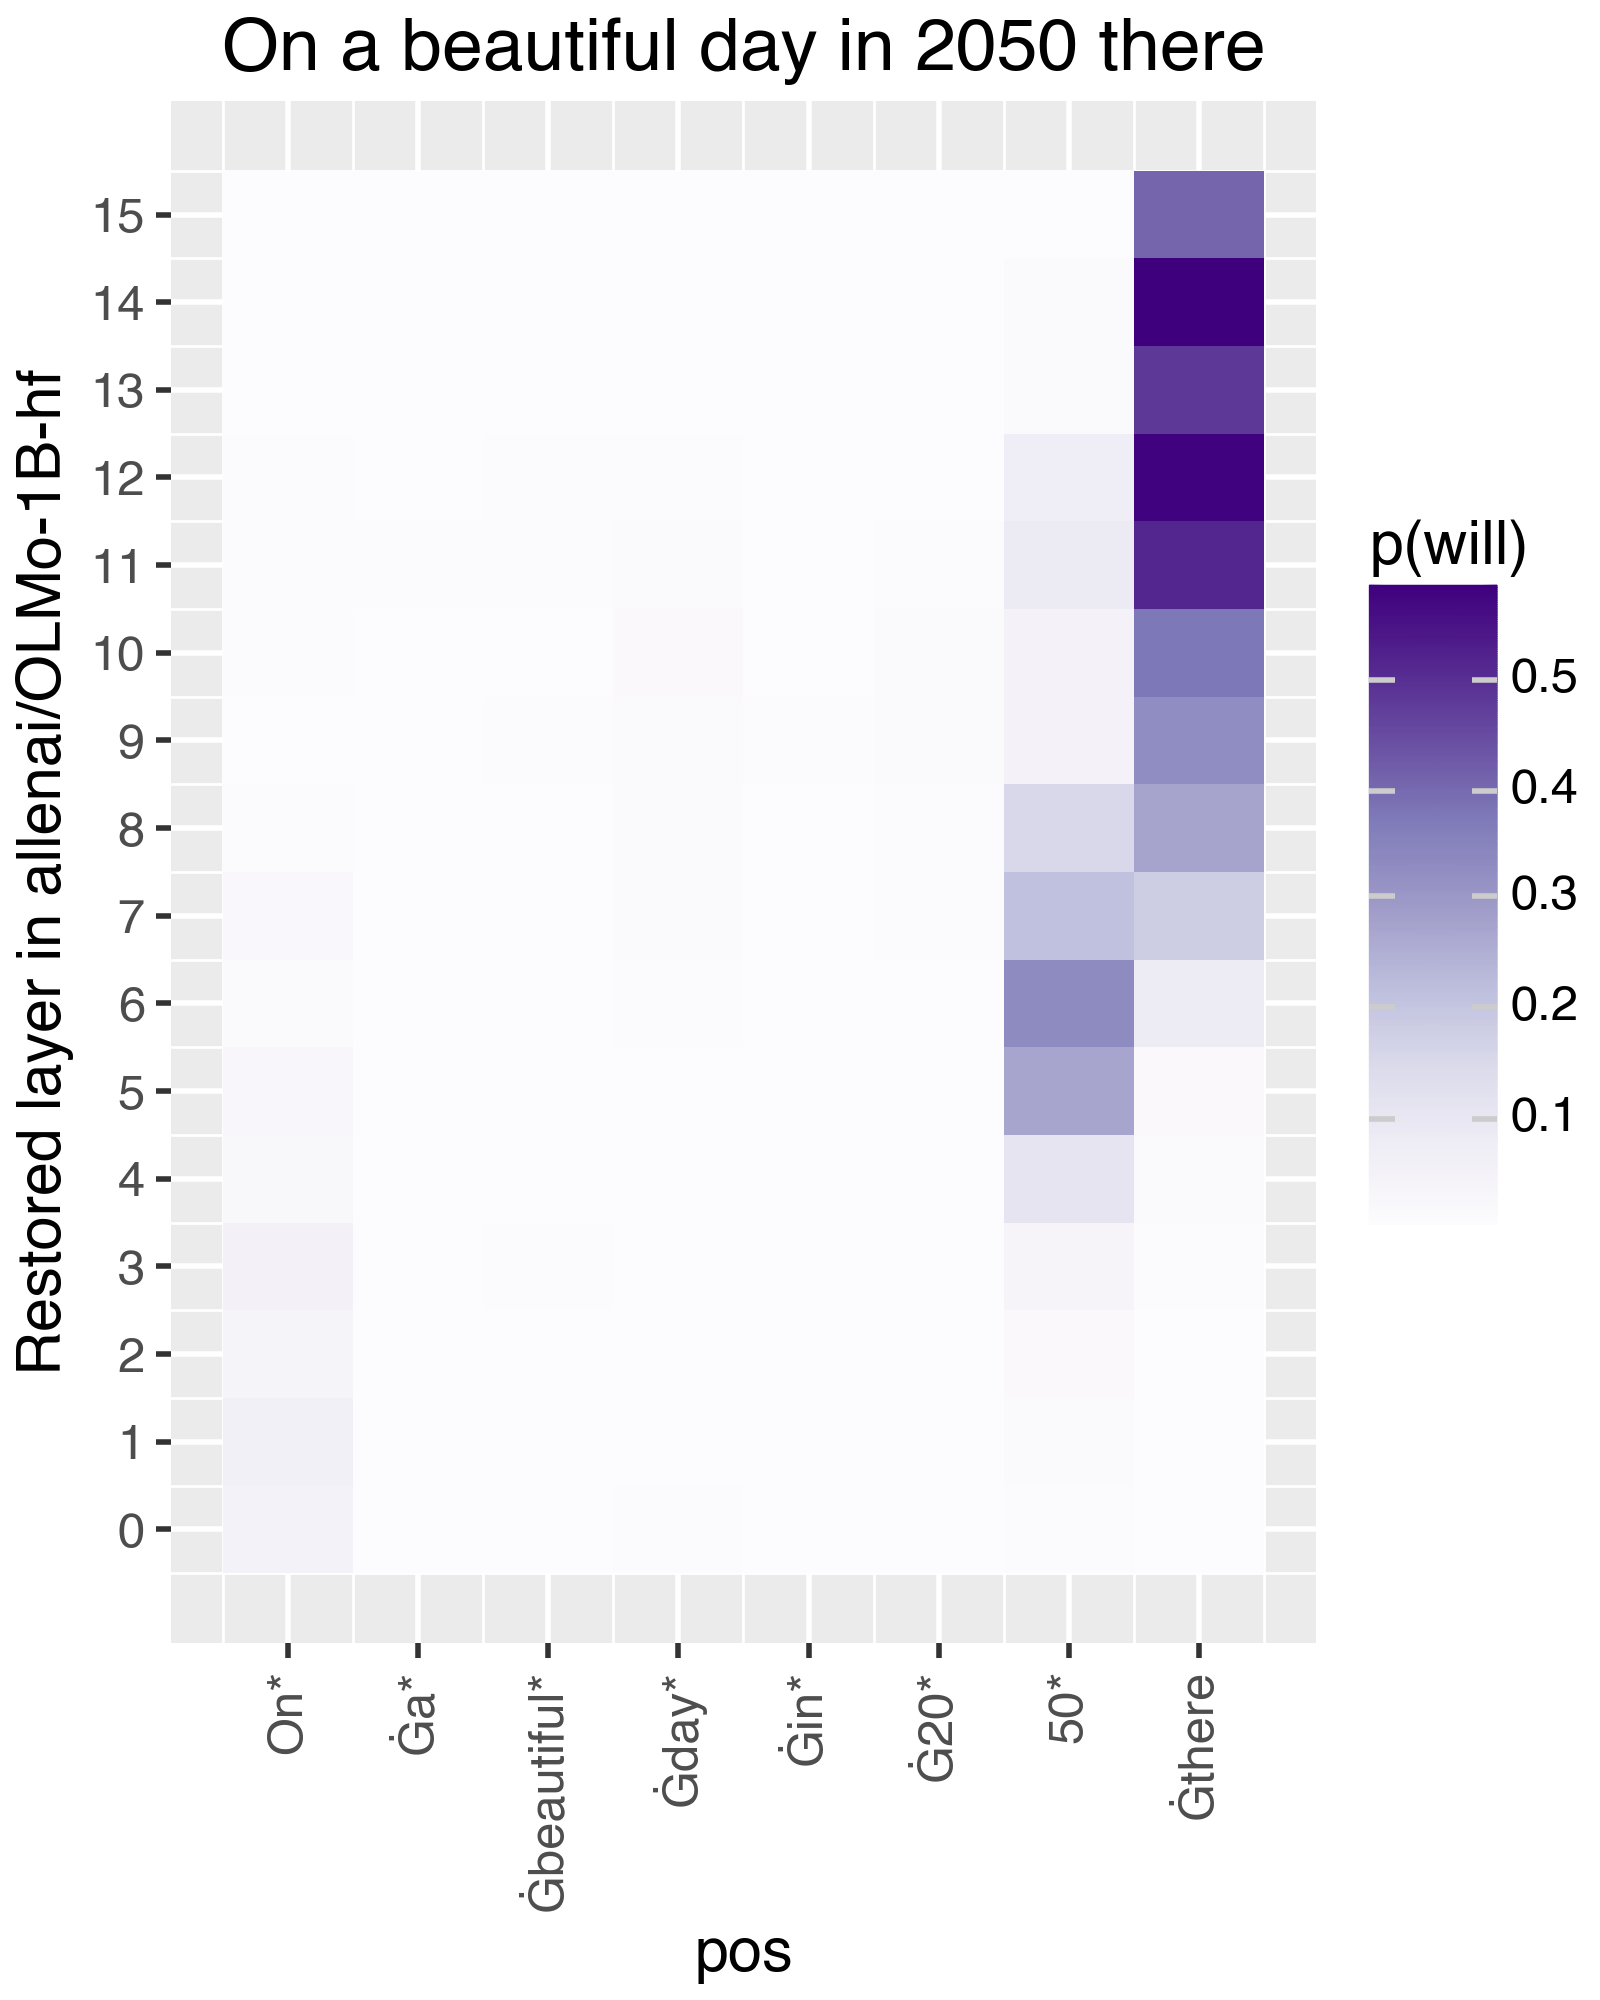 On a beautiful day in 2050 there
Restored layer in allenai/OLMo-1B-hf
15
14
13
12
11
10
9
8
7
6
5
4
3
2
1
0
On*
Ġa*
Ġbeautiful*
Ġday*
Ġin*
Ġ20*
50*
Ġthere
pos
p(will)
0.5
0.4
0.3
0.2
0.1